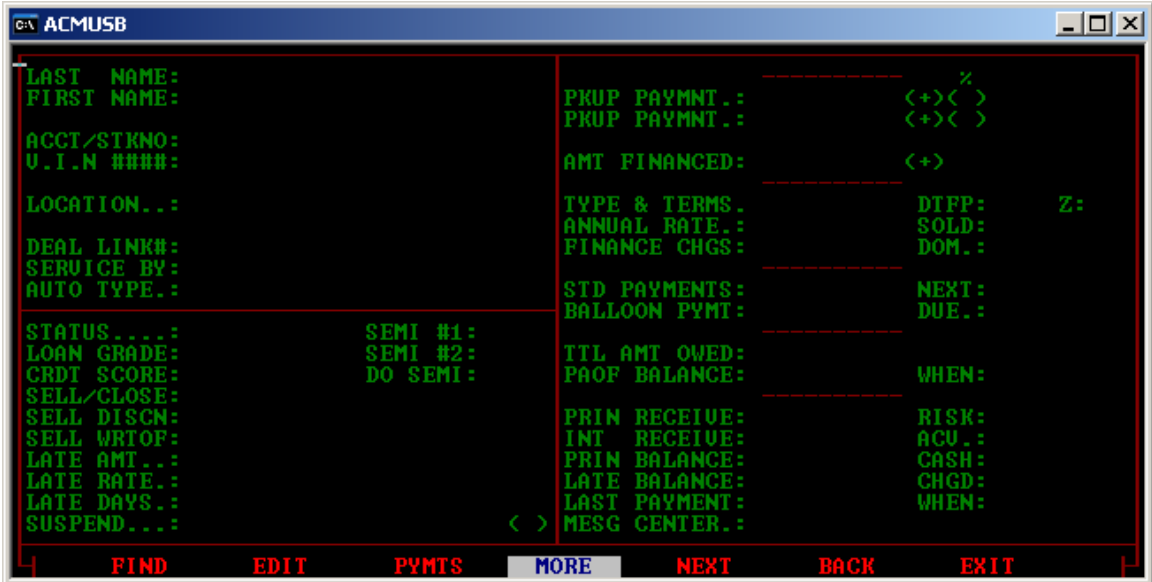 ACMUSB
LAST  NAME:
FIRST NAME:
ACCT/STKNO:
V.I.N ####:
LOCATION..:
DEAL LINK#:
SERVICE BY:
AUTO TYPE.:
STATUS....: SEMI #1:
LOAN GRADE: SEMI #2:
CRDT SCORE: DO SEMI:
SELL/CLOSE:
SELL DISCN:
SELL WRTOF:
LATE AMT..:
LATE RATE.:
LATE DAYS.:
SUSPEND...: ( )
%
PKUP PAYMNT.: (+)( )
PKUP PAYMNT.: (+)( )
AMT FINANCED: (+)
TYPE & TERMS. DTFP: Z:
ANNUAL RATE.: SOLD:
FINANCE CHGS: DOM.:
STD PAYMENTS: NEXT:
BALLOON PYMT: DUE.:
TTL AMT OWED:
PAOF BALANCE: WHEN:
PRIN RECEIVE: RISK:
INT  RECEIVE: ACV.:
PRIN BALANCE: CASH:
LATE BALANCE: CHGD:
LAST PAYMENT: WHEN:
MESG CENTER.:
FIND EDIT PYMTS MORE NEXT BACK EXIT